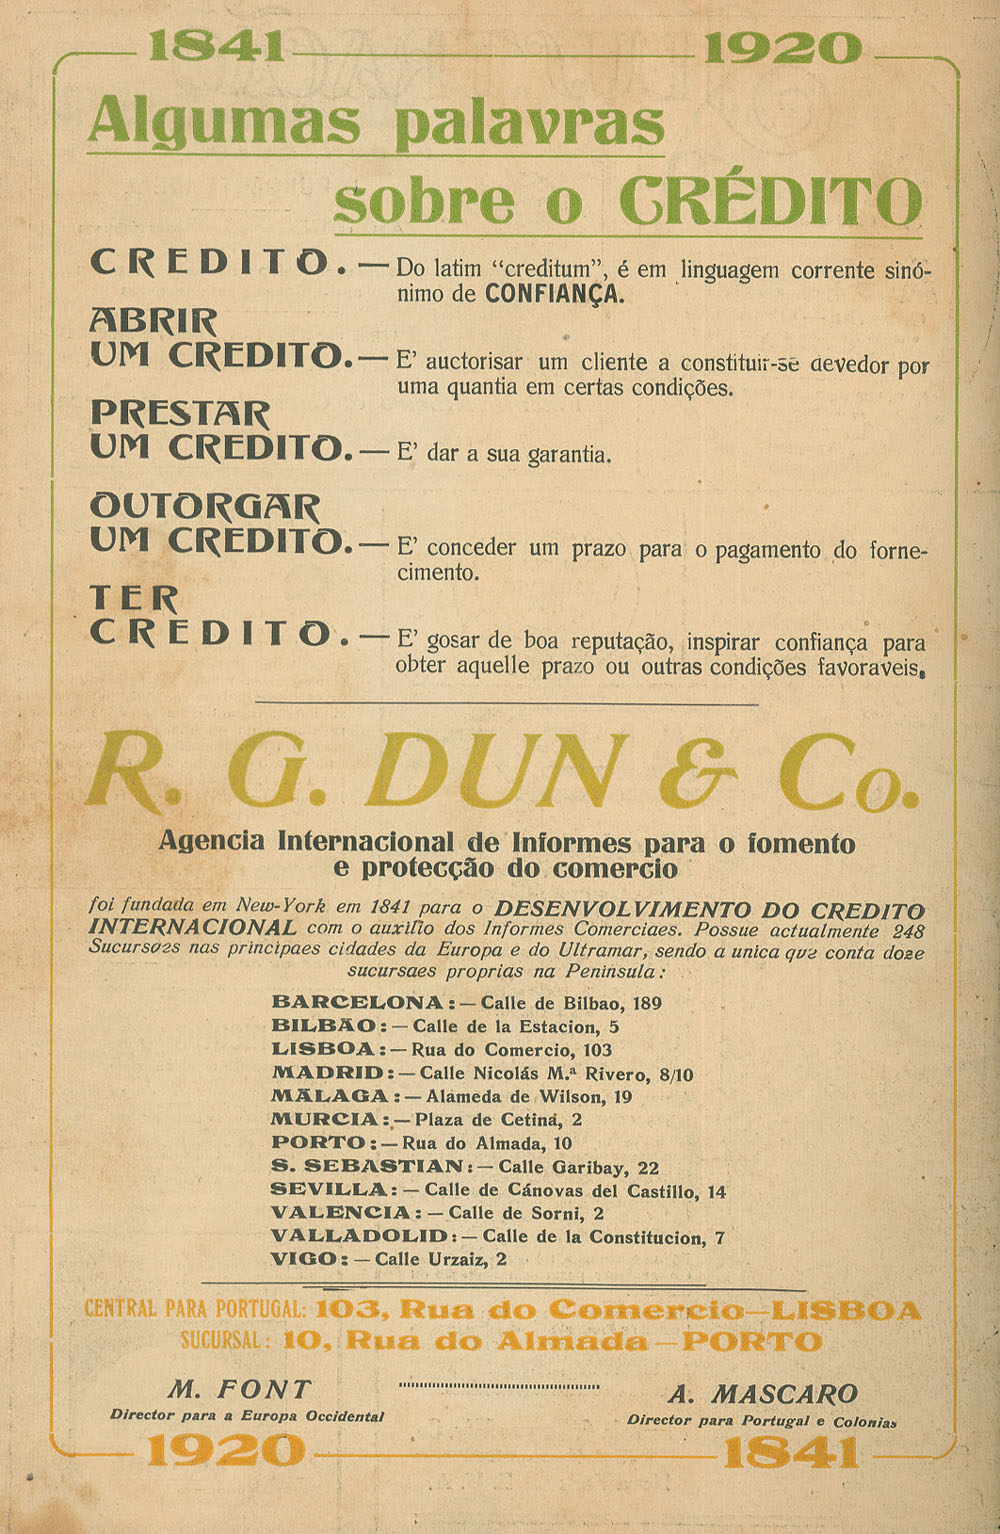 1841 1920
Algumas palavras
sobre o CRÉDITO
CREDITO. — Do latim “creditum”, é em linguagem corrente sinó-
nimo de CONFIANÇA.
ABRIR
UM CREDITO. — E' auctorisar um cliente a constituir-se devedor por
uma quantia em certas condições.
PRESTAR
UM CREDITO. — E' dar a sua garantia.
OUTORGAR
UM CREDITO. — E' conceder um prazo para o pagamento do forne-
cimento.
TER
CREDITO. — E' gosar de boa reputação, inspirar confiança para
obter aquelle prazo ou outras condições favoraveis.
R. G. DUN & Co.
Agencia Internacional de Informes para o fomento
e protecção do comercio
foi fundada em New-York em 1841 para o DESENVOLVIMENTO DO CREDITO
INTERNACIONAL com o auxilio dos Informes Comerciaes. Possue actualmente 248
Sucursaes nas principaes cidades da Europa e do Ultramar, sendo a unica que conta doze
sucursaes proprias na Peninsula:
BARCELONA: — Calle de Bilbao, 189
BILBÃO: — Calle de la Estacion, 5
LISBOA: — Rua do Comercio, 103
MADRID: — Calle Nicolás M.ª Rivero, 8/10
MÁLAGA: — Alameda de Wilson, 19
MURCIA: — Plaza de Cetina, 2
PORTO: — Rua do Almada, 10
S. SEBASTIAN: — Calle Garibay, 22
SEVILLA: — Calle de Cánovas del Castillo, 14
VALENCIA: — Calle de Sorni, 2
VALLADOLID: — Calle de la Constitucion, 7
VIGO: — Calle Urzaiz, 2
CENTRAL PARA PORTUGAL: 103, Rua do Comercio—LISBOA
SUCURSAL: 10, Rua do Almada—PORTO
M. FONT A. MASCARO
Director para a Europa Occidental Director para Portugal e Colonias
1920 1841